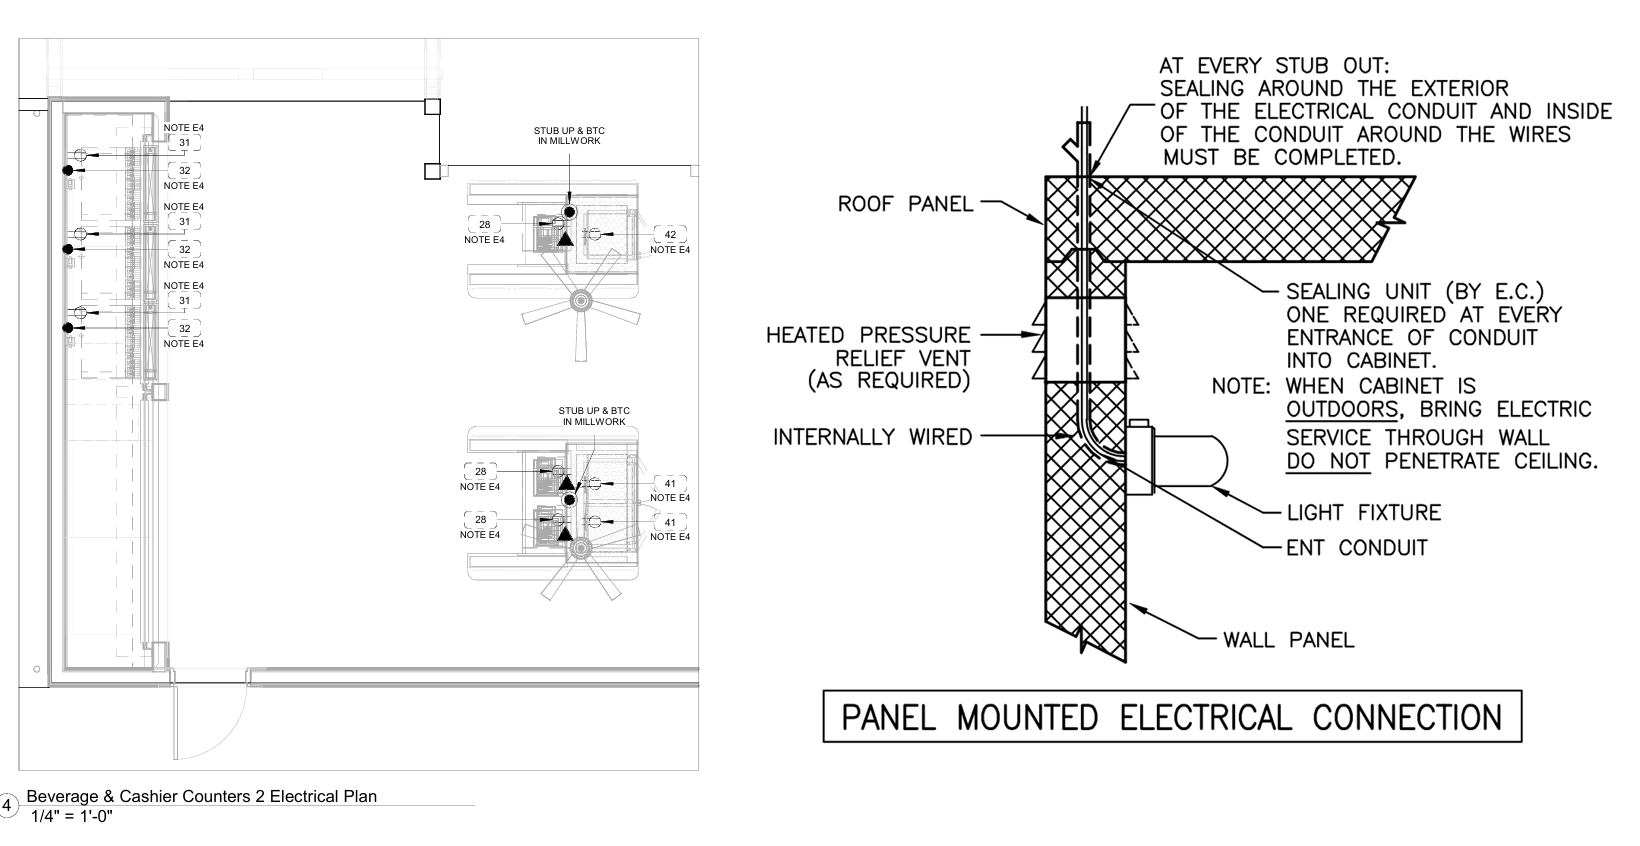 NOTE E4
31
32
NOTE E4
NOTE E4
31
32
NOTE E4
NOTE E4
31
32
NOTE E4
STUB UP & BTC
IN MILLWORK
28
NOTE E4
42
NOTE E4
STUB UP & BTC
IN MILLWORK
28
NOTE E4
41
NOTE E4
28
NOTE E4
41
NOTE E4
4
Beverage & Cashier Counters 2 Electrical Plan
1/4" = 1'-0"
AT EVERY STUB OUT:
SEALING AROUND THE EXTERIOR
OF THE ELECTRICAL CONDUIT AND INSIDE
OF THE CONDUIT AROUND THE WIRES
MUST BE COMPLETED.
ROOF PANEL
SEALING UNIT (BY E.C.)
ONE REQUIRED AT EVERY
ENTRANCE OF CONDUIT
INTO CABINET.
HEATED PRESSURE
RELIEF VENT
(AS REQUIRED)
NOTE: WHEN CABINET IS
OUTDOORS, BRING ELECTRIC
SERVICE THROUGH WALL
DO NOT PENETRATE CEILING.
INTERNALLY WIRED
LIGHT FIXTURE
ENT CONDUIT
WALL PANEL
PANEL MOUNTED ELECTRICAL CONNECTION